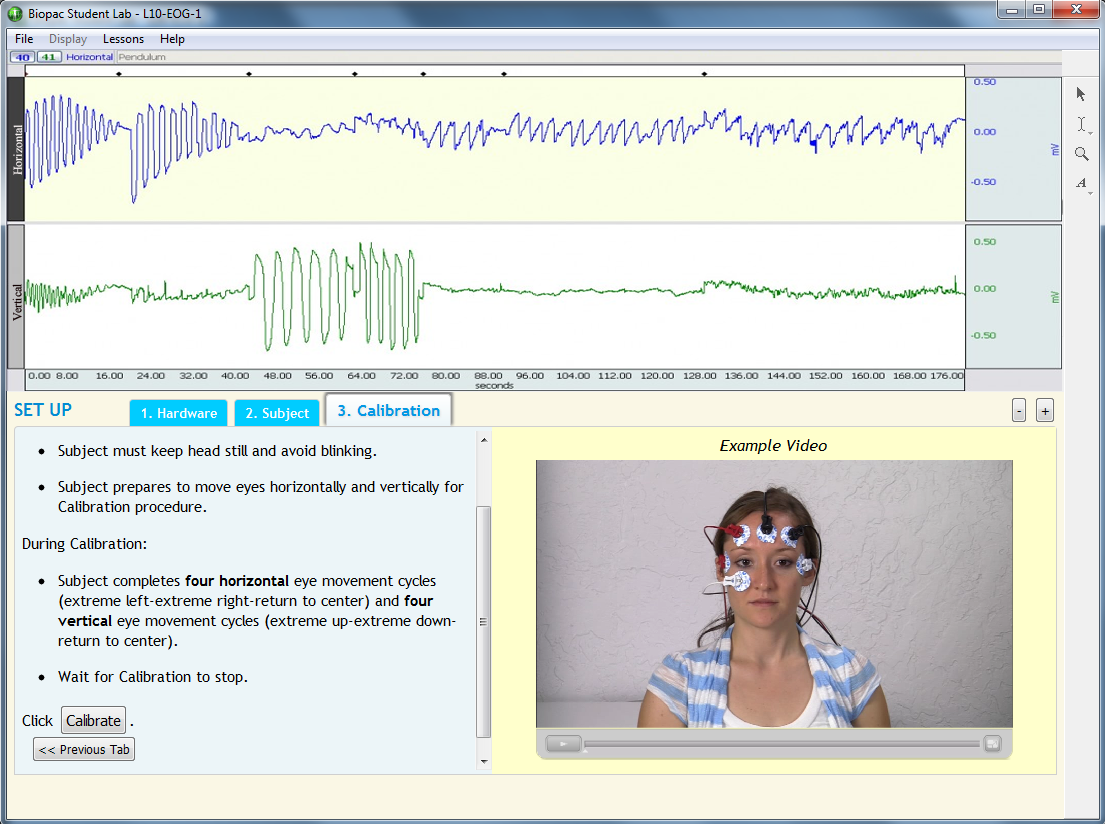 Biopac Student Lab - L10-EOG-1
File Display Lessons Help
40 41 Horizontal Pendulum
Horizontal
0.50
0.00
-0.50
mV
Vertical
0.50
0.00
-0.50
mV
0.00 8.00 16.00 24.00 32.00 40.00 48.00 56.00 64.00 72.00 80.00 88.00 96.00 104.00 112.00 120.00 128.00 136.00 144.00 152.00 160.00 168.00 176.00
seconds
A
SET UP
1. Hardware
2. Subject
3. Calibration
- +
• Subject must keep head still and avoid blinking.
• Subject prepares to move eyes horizontally and vertically for
Calibration procedure.
During Calibration:
• Subject completes four horizontal eye movement cycles
(extreme left-extreme right-return to center) and four
vertical eye movement cycles (extreme up-extreme down-
return to center).
• Wait for Calibration to stop.
Click Calibrate .
<< Previous Tab
Example Video